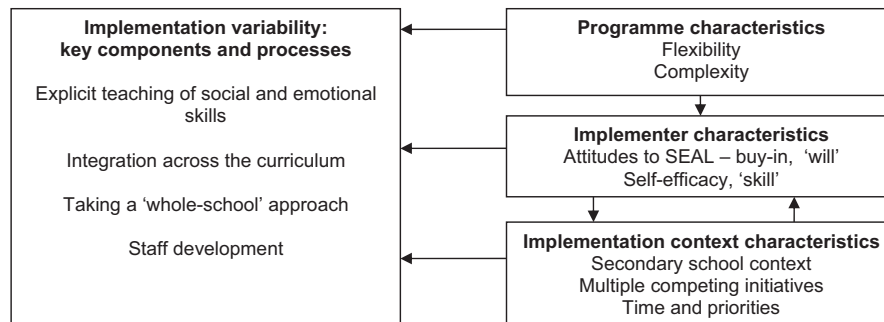 Implementation variability:
key components and processes
Explicit teaching of social and emotional
skills
Integration across the curriculum
Taking a ‘whole-school’ approach
Staff development
Programme characteristics
Flexibility
Complexity
Implementer characteristics
Attitudes to SEAL – buy-in, ‘will’
Self-efficacy, ‘skill’
Implementation context characteristics
Secondary school context
Multiple competing initiatives
Time and priorities